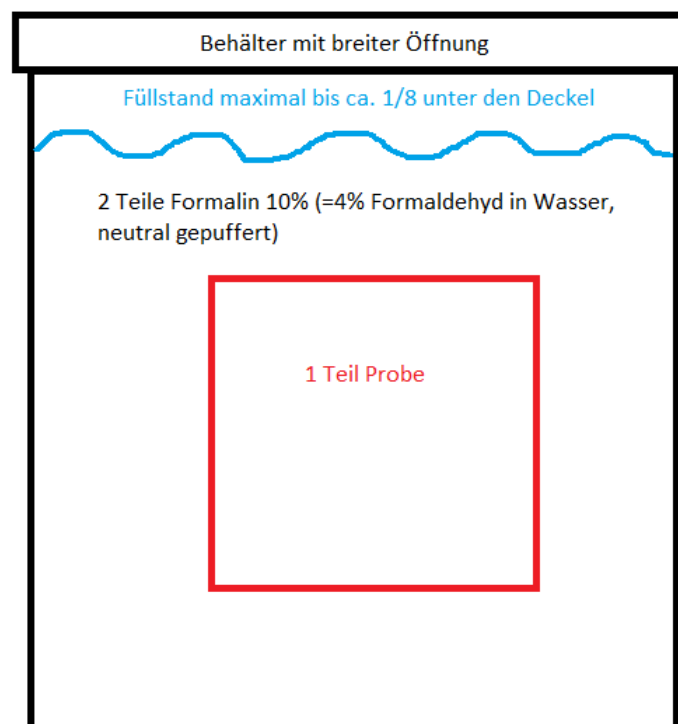 Behälter mit breiter Öffnung
Füllstand maximal bis ca. 1/8 unter den Deckel
2 Teile Formalin 10% (=4% Formaldehyd in Wasser,
neutral gepuffert)
1 Teil Probe